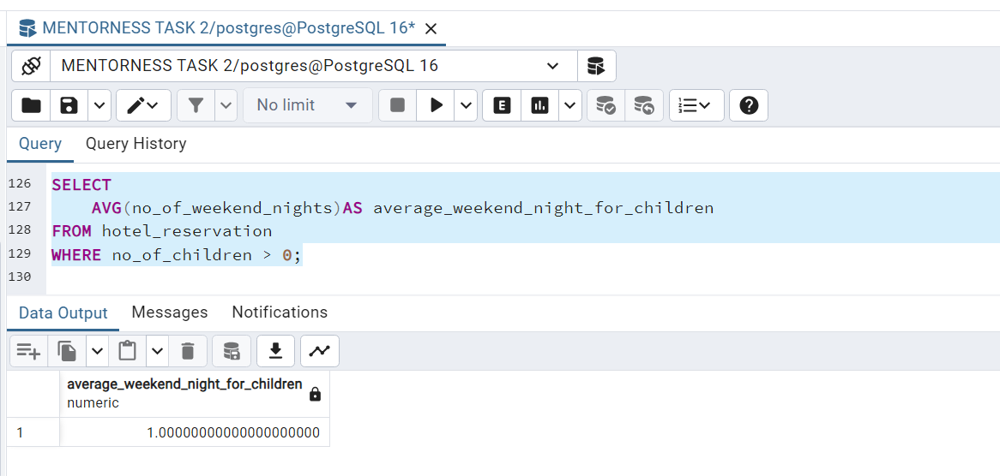 MENTORNESS TASK 2/postgres@PostgreSQL 16*
MENTORNESS TASK 2/postgres@PostgreSQL 16
No limit
E
Query Query History
126 SELECT
127 AVG(no_of_weekend_nights)AS average_weekend_night_for_children
128 FROM hotel_reservation
129 WHERE no_of_children > 0;
130
Data Output Messages Notifications
average_weekend_night_for_children
numeric
1 1.00000000000000000000